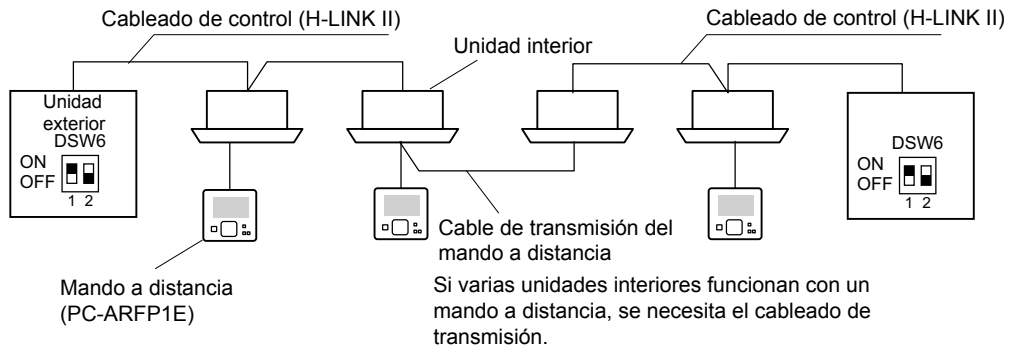 Cableado de control (H-LINK II)
Cableado de control (H-LINK II)
Unidad interior
Unidad
exterior
DSW6
ON
OFF
1 2
DSW6
ON
OFF
1 2
Cable de transmisión del
mando a distancia
Mando a distancia
(PC-ARFP1E)
Si varias unidades interiores funcionan con un
mando a distancia, se necesita el cableado de
transmisión.